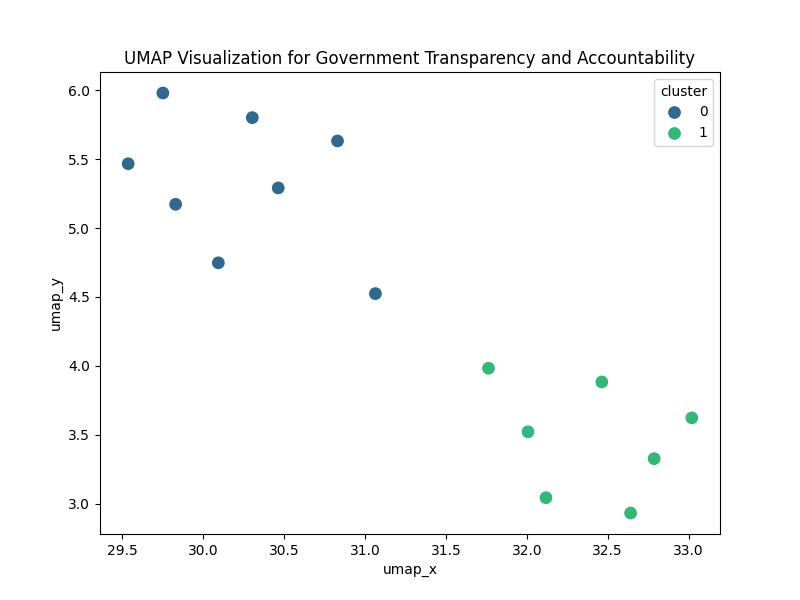 UMAP Visualization for Government Transparency and Accountability
cluster
0
1
6.0
5.5
5.0
4.5
4.0
3.5
3.0
umap_y
29.5 30.0 30.5 31.0 31.5 32.0 32.5 33.0
umap_x